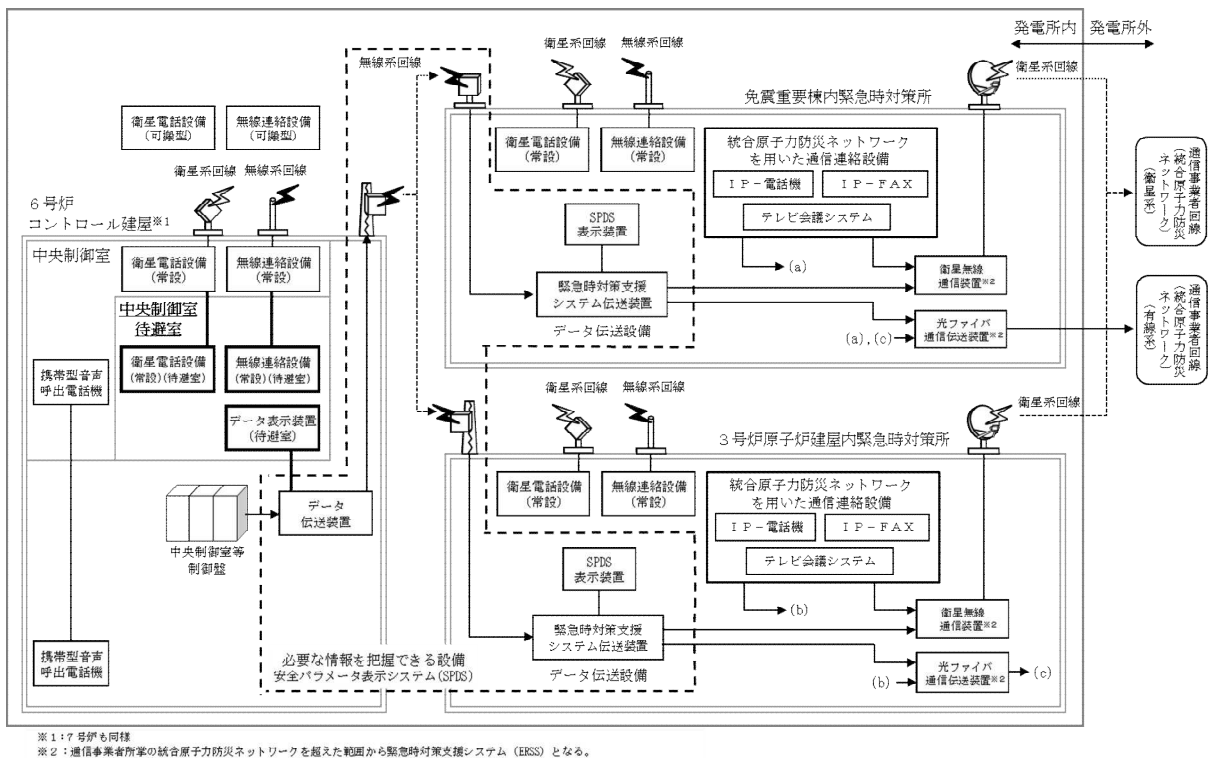 発電所内
発電所外
衛星系回線
無線系回線
無線系回線
衛星系回線
免震重要棟内緊急時対策所
衛星電話設備
(可搬型)
無線連絡設備
(可搬型)
衛星電話設備
(常設)
無線連絡設備
(常設)
統合原子力防災ネットワーク
を用いた通信連絡設備
IP-電話機
IP-FAX
テレビ会議システム
通信事業者回線
(統合原子力防災
ネットワーク)
(衛星系)
衛星系回線
無線系回線
6号炉
コントロール建屋※1
SPDS
表示装置
中央制御室
衛星電話設備
(常設)
無線連絡設備
(常設)
(a)
衛星無線
通信装置※2
緊急時対策支援
システム伝送装置
データ伝送設備
通信事業者回線
(統合原子力防災
ネットワーク)
(有線系)
中央制御室
待避室
(a),(c)
光ファイバ
通信伝送装置※2
衛星電話設備
(常設)(待避室)
無線連絡設備
(常設)(待避室)
携帯型音声
呼出電話機
データ表示装置
(待避室)
衛星系回線
無線系回線
衛星系回線
3号炉原子炉建屋内緊急時対策所
衛星電話設備
(常設)
無線連絡設備
(常設)
統合原子力防災ネットワーク
を用いた通信連絡設備
IP-電話機
IP-FAX
テレビ会議システム
データ
伝送装置
中央制御室等
制御盤
SPDS
表示装置
(b)
衛星無線
通信装置※2
緊急時対策支援
システム伝送装置
データ伝送設備
携帯型音声
呼出電話機
必要な情報を把握できる設備
安全パラメータ表示システム(SPDS)
(b)
光ファイバ
通信伝送装置※2
(c)
※1:7号炉も同様
※2:通信事業者所掌の統合原子力防災ネットワークを超えた範囲から緊急時対策支援システム(ERSS)となる。